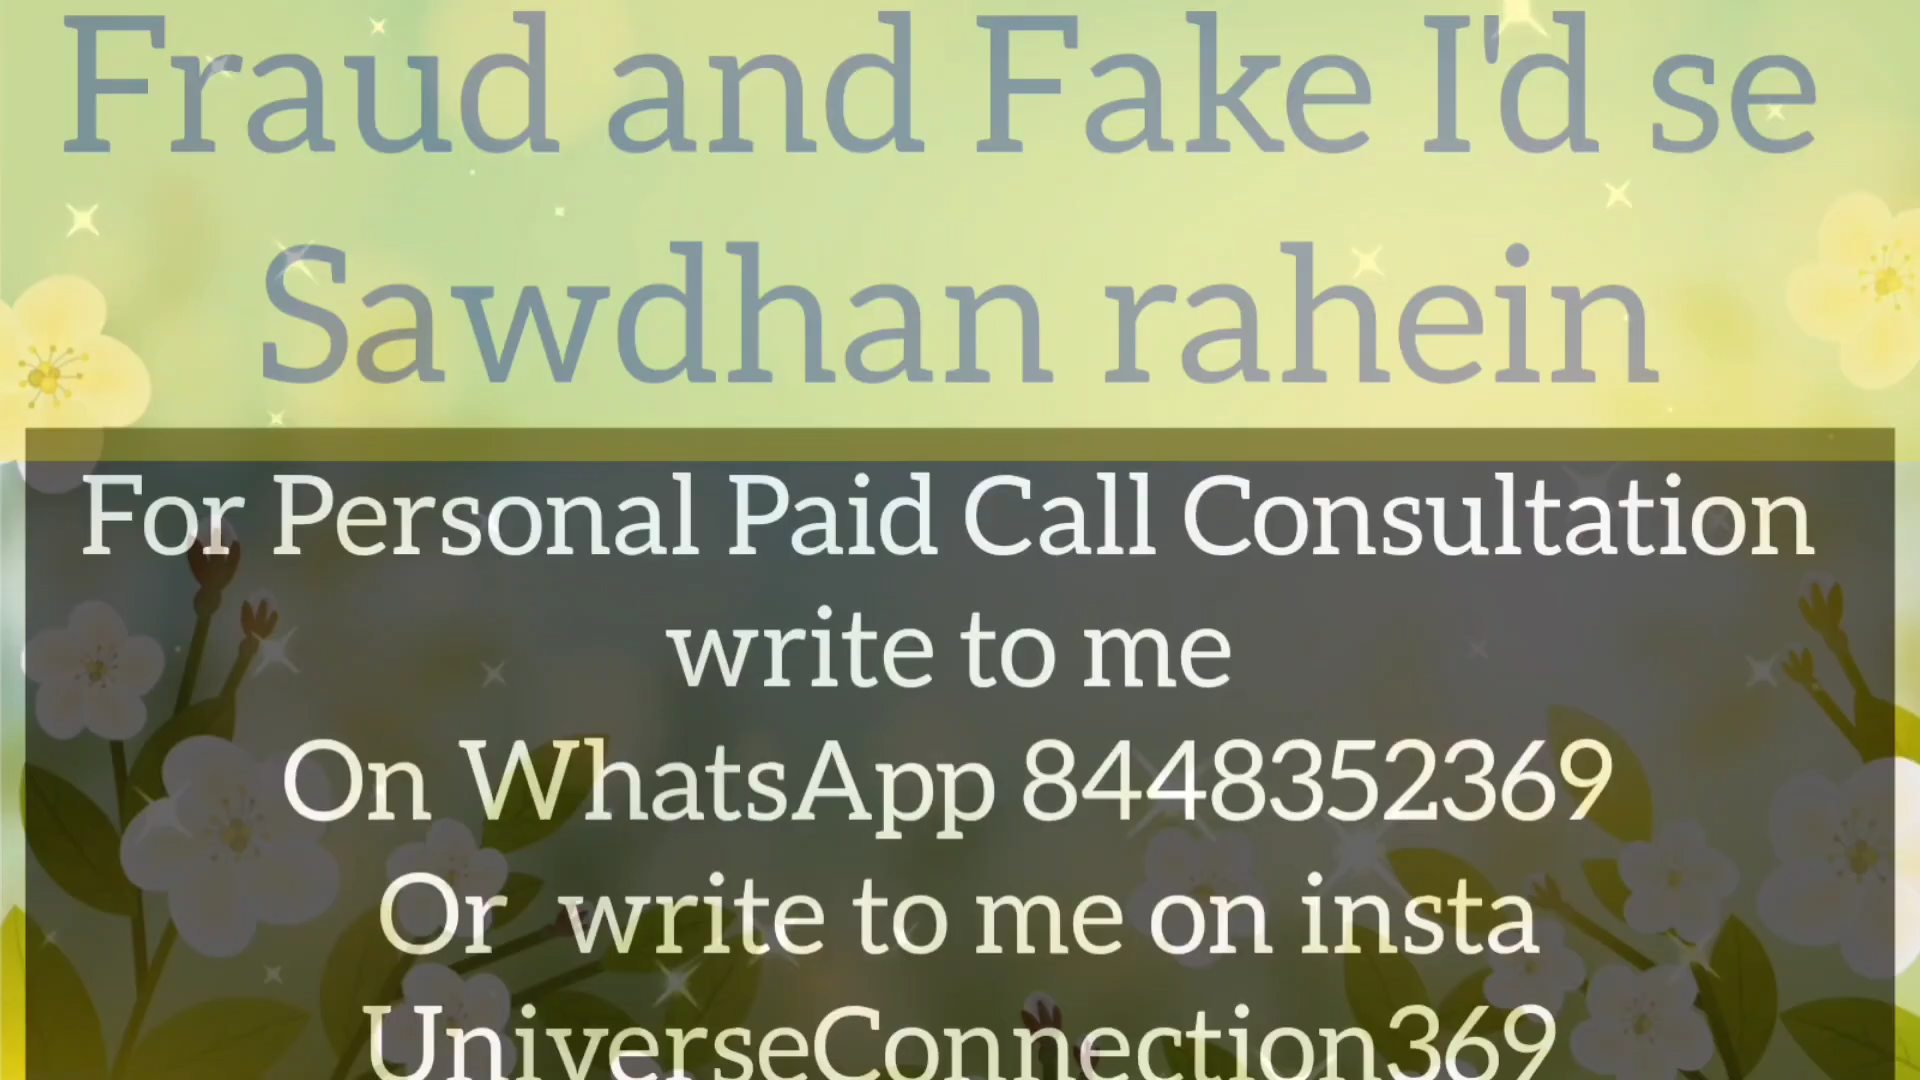 Fraud and Fake I'd se
Sawdhan rahein
For Personal Paid Call Consultation
write to me
On WhatsApp 8448352369
Or write to me on insta
UniverseConnection369